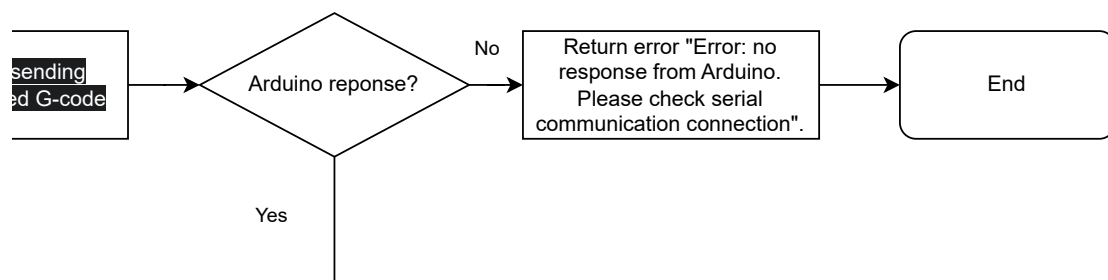 sending
ed G-code
Arduino reponse?
No
Return error "Error: no
response from Arduino.
Please check serial
communication connection".
End
Yes